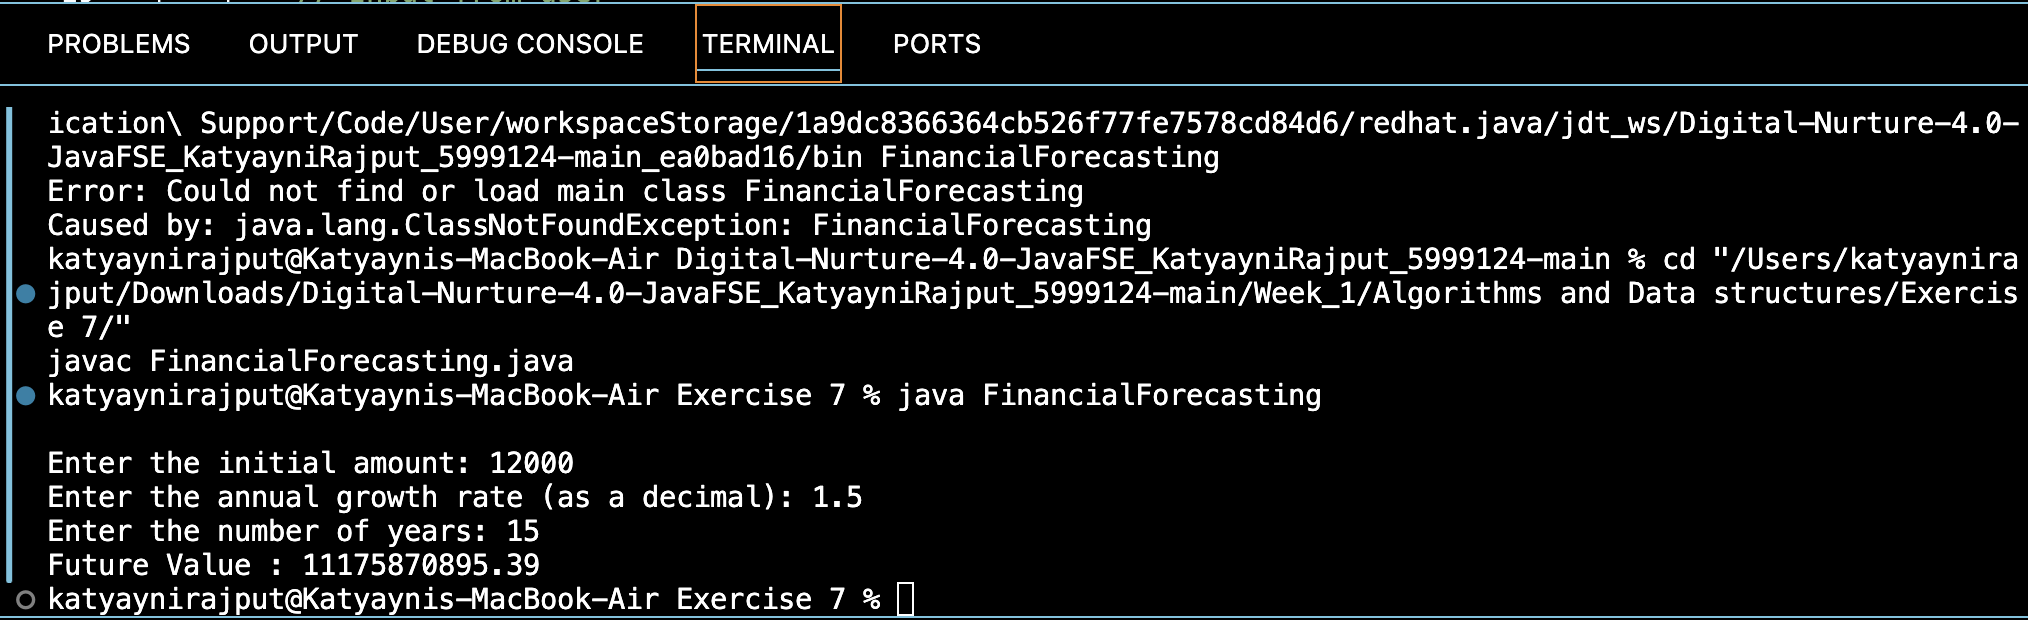 PROBLEMS OUTPUT DEBUG CONSOLE TERMINAL PORTS
ication\ Support/Code/User/workspaceStorage/1a9dc8366364cb526f77fe7578cd84d6/redhat.java/jdt_ws/Digital-Nurture-4.0-
JavaFSE_KatyayniRajput_5999124-main_ea0bad16/bin FinancialForecasting
Error: Could not find or load main class FinancialForecasting
Caused by: java.lang.ClassNotFoundException: FinancialForecasting
katyaynirajput@Katyaynis-MacBook-Air Digital-Nurture-4.0-JavaFSE_KatyayniRajput_5999124-main % cd "/Users/katyaynira
jput/Downloads/Digital-Nurture-4.0-JavaFSE_KatyayniRajput_5999124-main/Week_1/Algorithms and Data structures/Exercis
e 7/"
javac FinancialForecasting.java
katyaynirajput@Katyaynis-MacBook-Air Exercise 7 % java FinancialForecasting
Enter the initial amount: 12000
Enter the annual growth rate (as a decimal): 1.5
Enter the number of years: 15
Future Value : 11175870895.39
katyaynirajput@Katyaynis-MacBook-Air Exercise 7 %